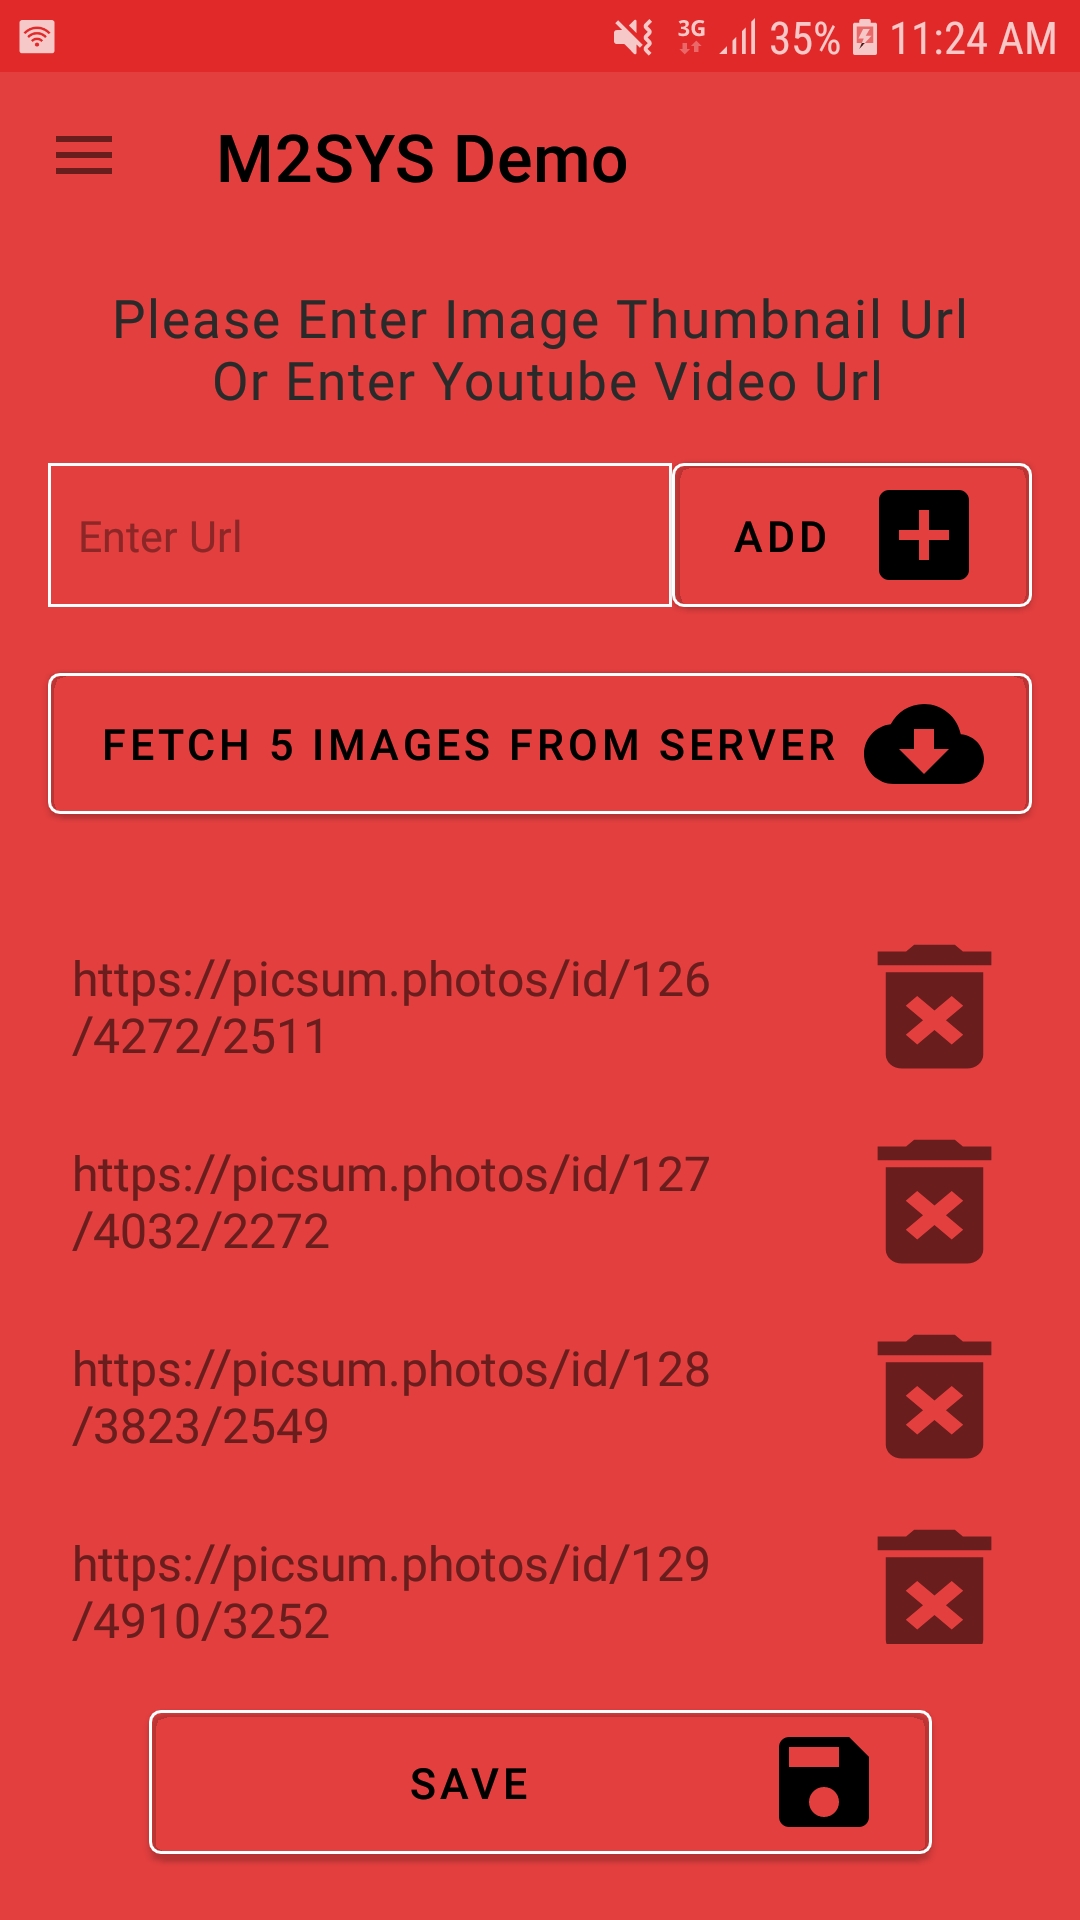 3G 35% 11:24 AM
M2SYS Demo
Please Enter Image Thumbnail Url
Or Enter Youtube Video Url
Enter Url
ADD
FETCH 5 IMAGES FROM SERVER
https://picsum.photos/id/126
/4272/2511
https://picsum.photos/id/127
/4032/2272
https://picsum.photos/id/128
/3823/2549
https://picsum.photos/id/129
/4910/3252
SAVE